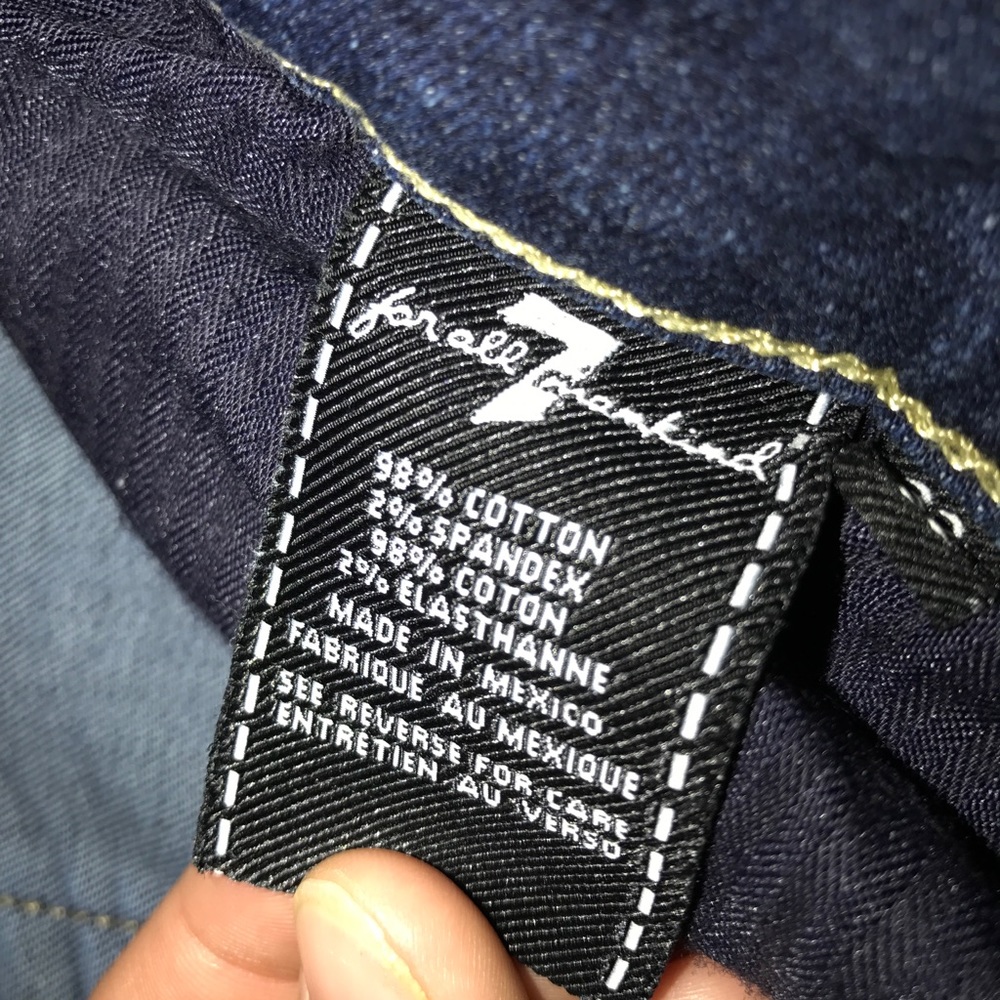 7 for all mankind
98% COTTON
2% SPANDEX
98% COTON
2% ÉLASTHANNE
MADE IN MEXICO
FABRIQUE AU MEXIQUE
SEE REVERSE FOR CARE
ENTRETIEN AU VERSO